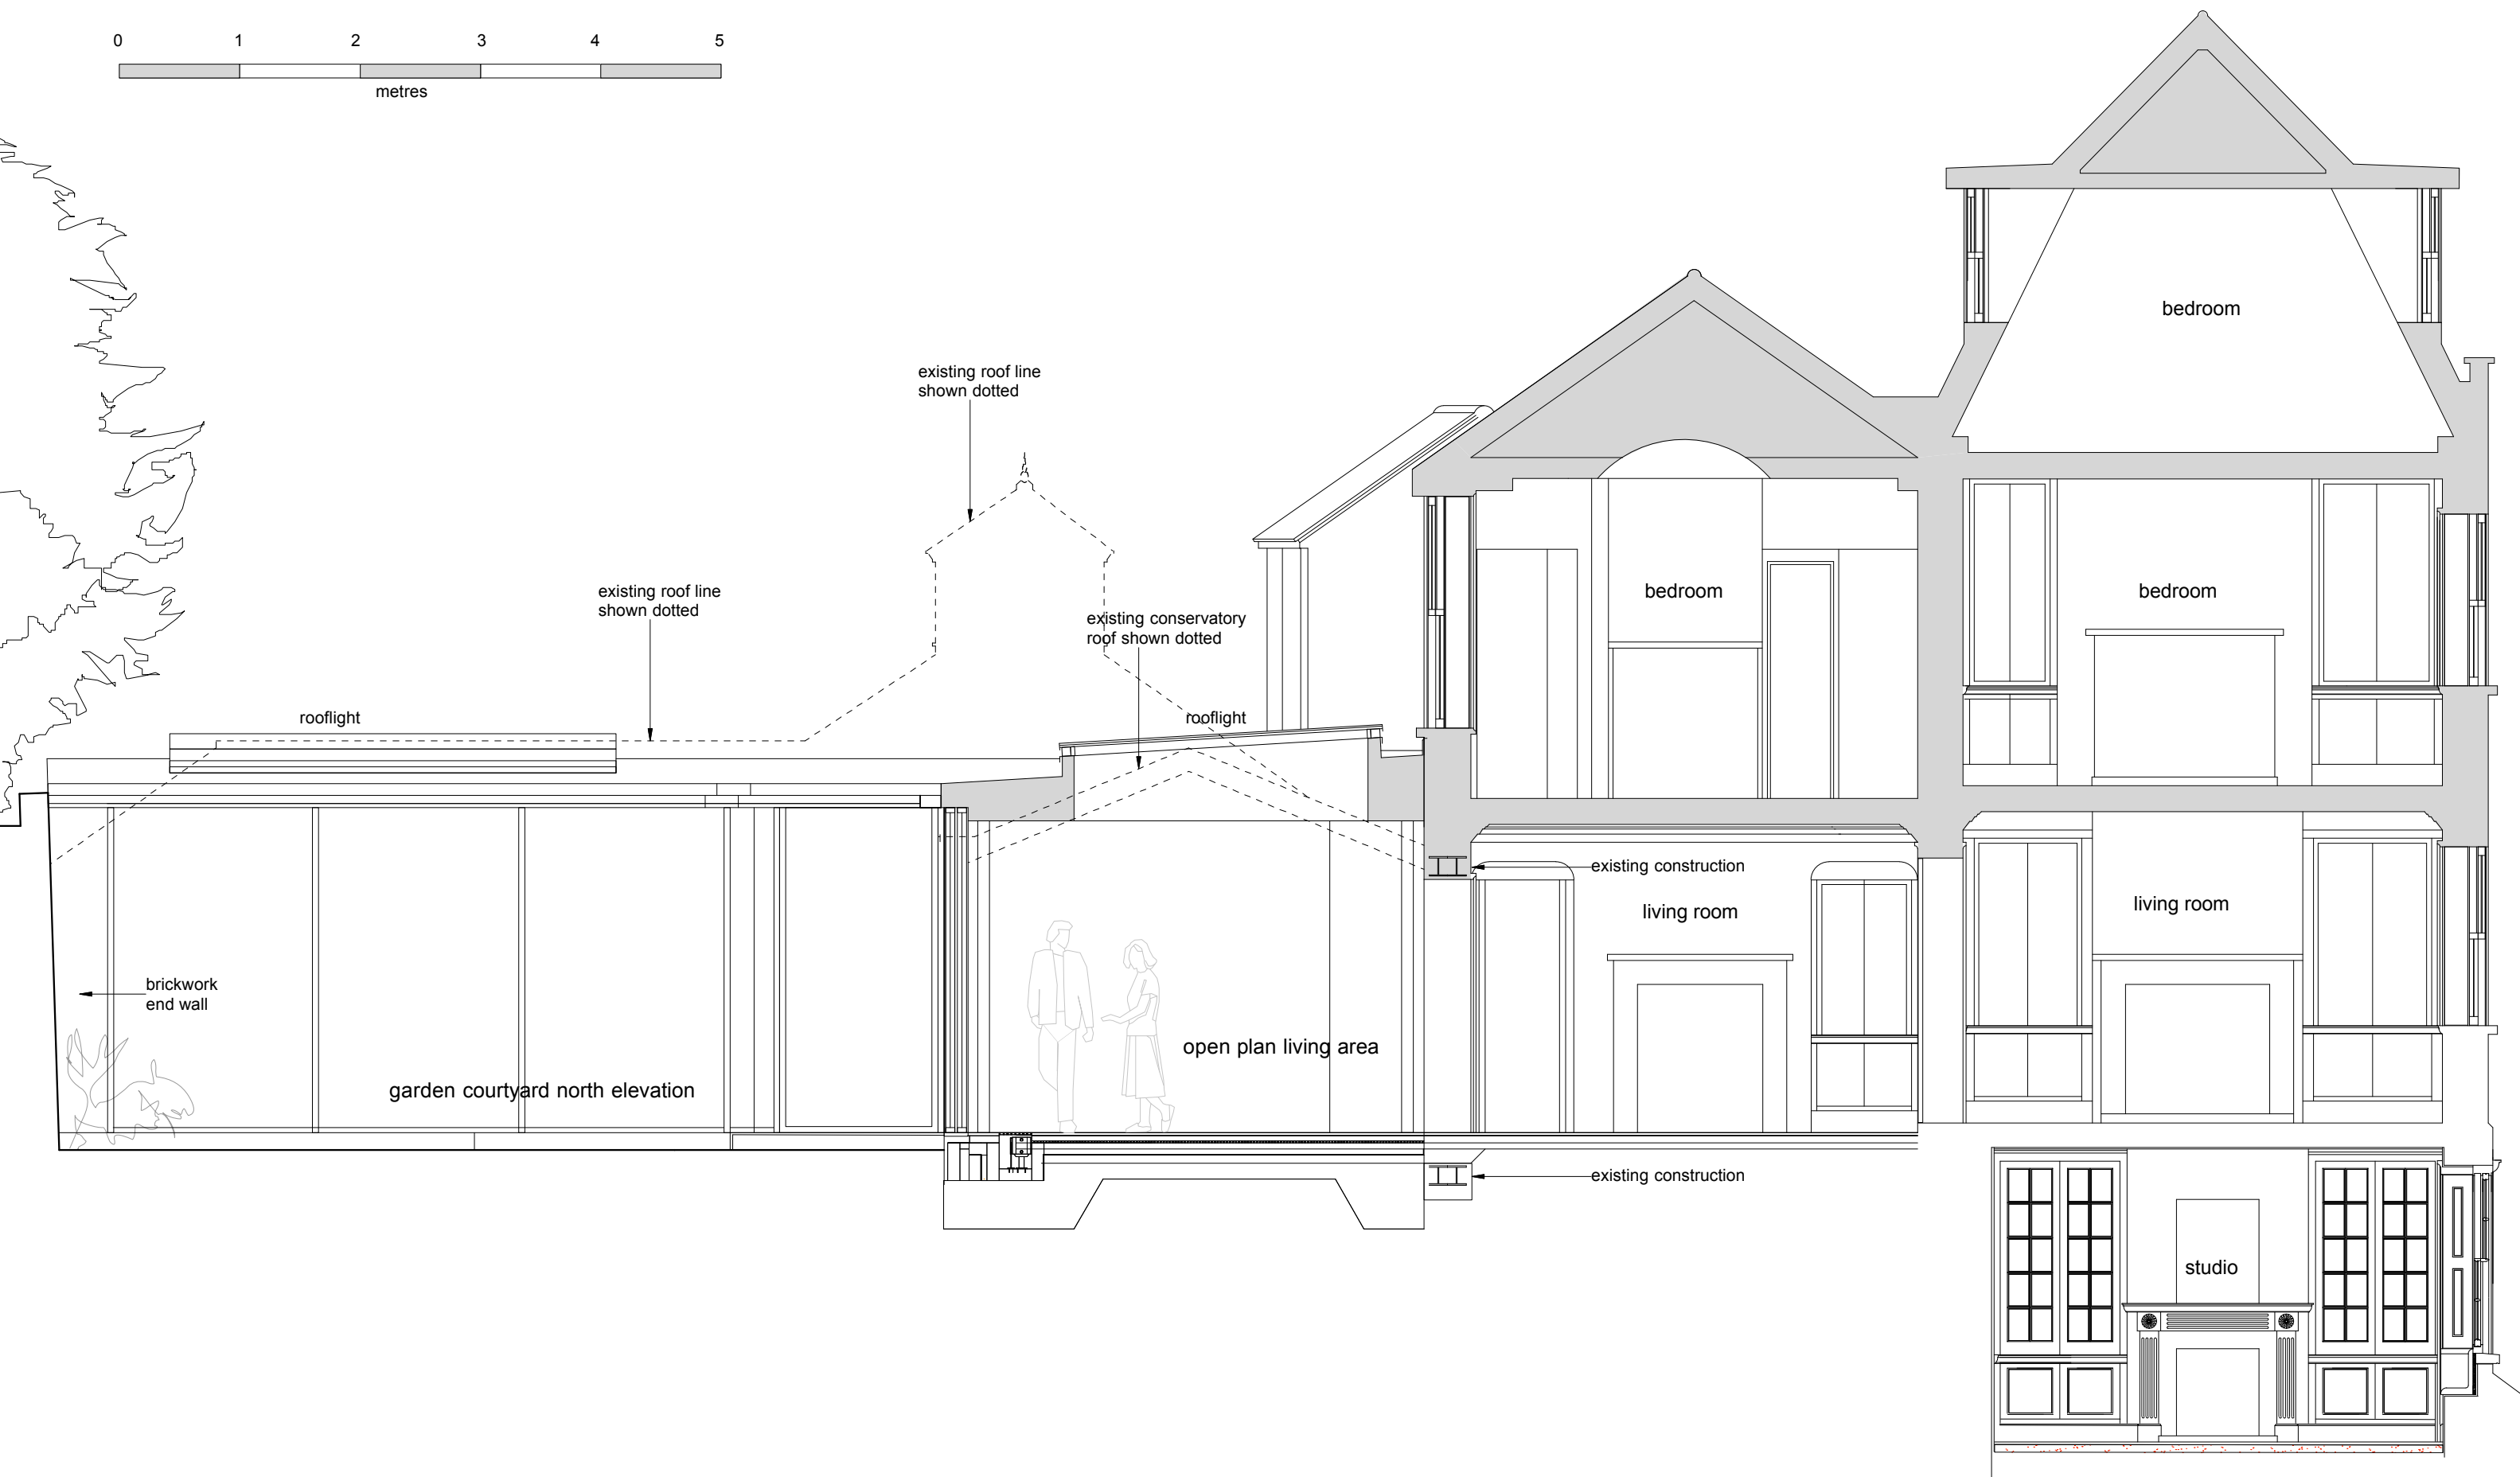 0 1 2 3 4 5
metres
bedroom
existing roof line
shown dotted
existing roof line
shown dotted
existing conservatory
roof shown dotted
bedroom
bedroom
rooflight
rooflight
existing construction
living room
living room
brickwork
end wall
open plan living area
garden courtyard north elevation
existing construction
studio